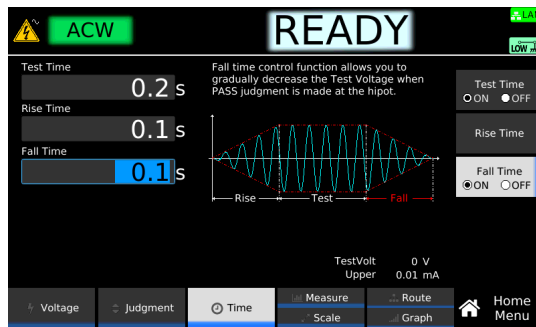 ACW
READY
LAN
LOW
Test Time
0.2 s
Rise Time
0.1 s
Fall Time
0.1 s
Fall time control function allows you to
gradually decrease the Test Voltage when
PASS judgment is made at the hipot.
Rise
Test
Fall
TestVolt 0 V
Upper 0.01 mA
Test Time
ON OFF
Rise Time
Fall Time
ON OFF
Voltage
Judgment
Time
Measure
Scale
Route
Graph
Home
Menu